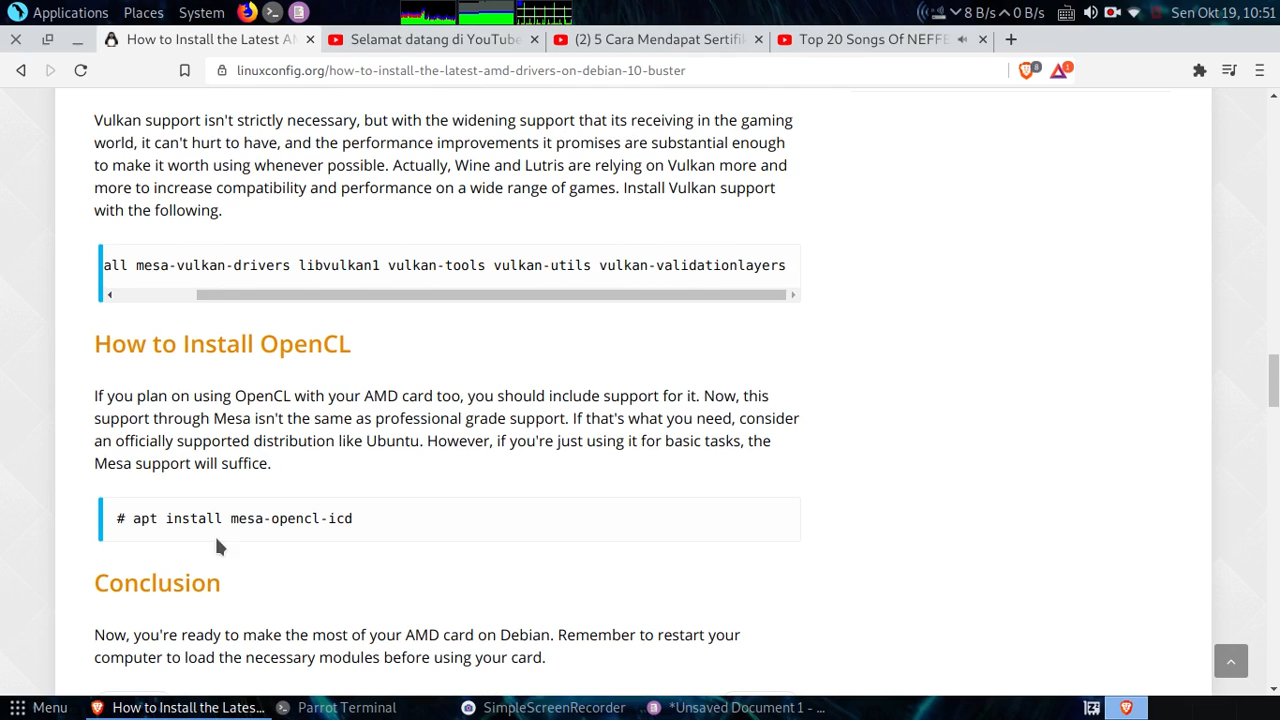 Applications Places System 8 B/s 0 B/s Sen Okt 19, 10:51
How to Install the Latest AM Selamat datang di YouTube (2) 5 Cara Mendapat Sertifik Top 20 Songs Of NEFFE
linuxconfig.org/how-to-install-the-latest-amd-drivers-on-debian-10-buster 8 1
Vulkan support isn't strictly necessary, but with the widening support that its receiving in the gaming
world, it can't hurt to have, and the performance improvements it promises are substantial enough
to make it worth using whenever possible. Actually, Wine and Lutris are relying on Vulkan more and
more to increase compatibility and performance on a wide range of games. Install Vulkan support
with the following.
all mesa-vulkan-drivers libvulkan1 vulkan-tools vulkan-utils vulkan-validationlayers
How to Install OpenCL
If you plan on using OpenCL with your AMD card too, you should include support for it. Now, this
support through Mesa isn't the same as professional grade support. If that's what you need, consider
an officially supported distribution like Ubuntu. However, if you're just using it for basic tasks, the
Mesa support will suffice.
# apt install mesa-opencl-icd
Conclusion
Now, you're ready to make the most of your AMD card on Debian. Remember to restart your
computer to load the necessary modules before using your card.
Menu How to Install the Lates... Parrot Terminal SimpleScreenRecorder *Unsaved Document 1 - ...